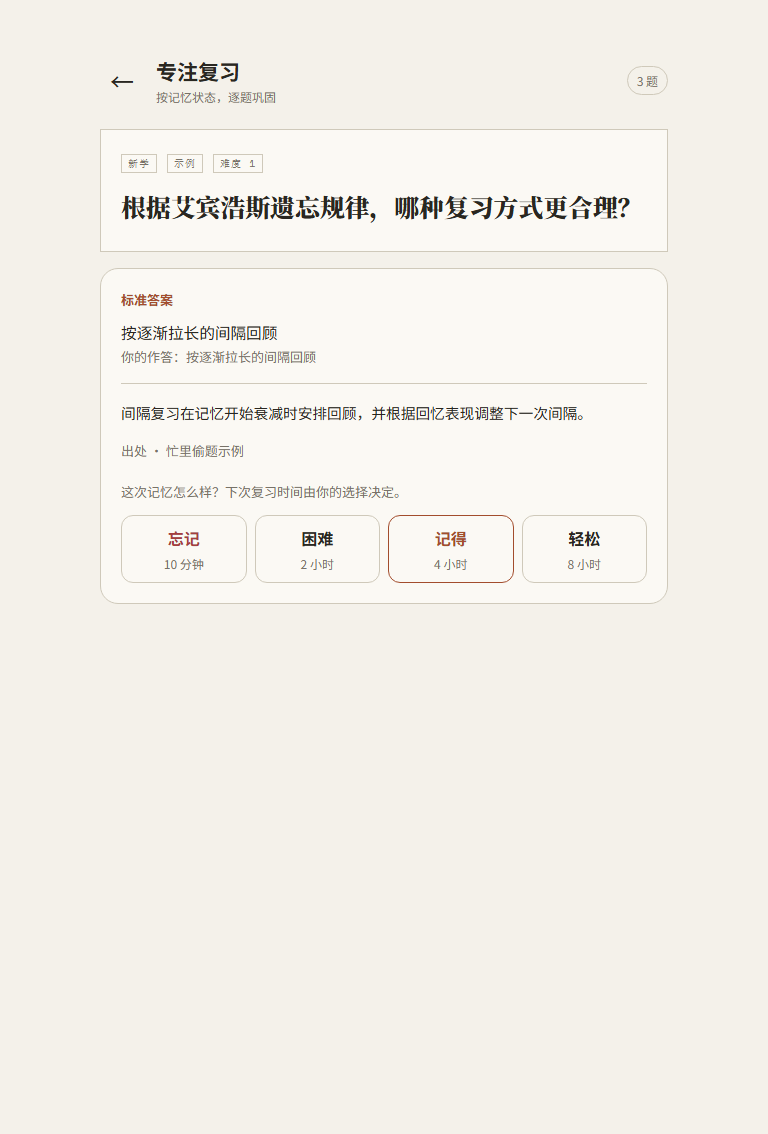 ←
专注复习
按记忆状态，逐题巩固
3 题
新学 示例 难度 1
根据艾宾浩斯遗忘规律，哪种复习方式更合理？
标准答案
按逐渐拉长的间隔回顾
你的作答：按逐渐拉长的间隔回顾
间隔复习在记忆开始衰减时安排回顾，并根据回忆表现调整下一次间隔。
出处 · 忙里偷题示例
这次记忆怎么样？下次复习时间由你的选择决定。
忘记 困难 记得 轻松
10 分钟 2 小时 4 小时 8 小时